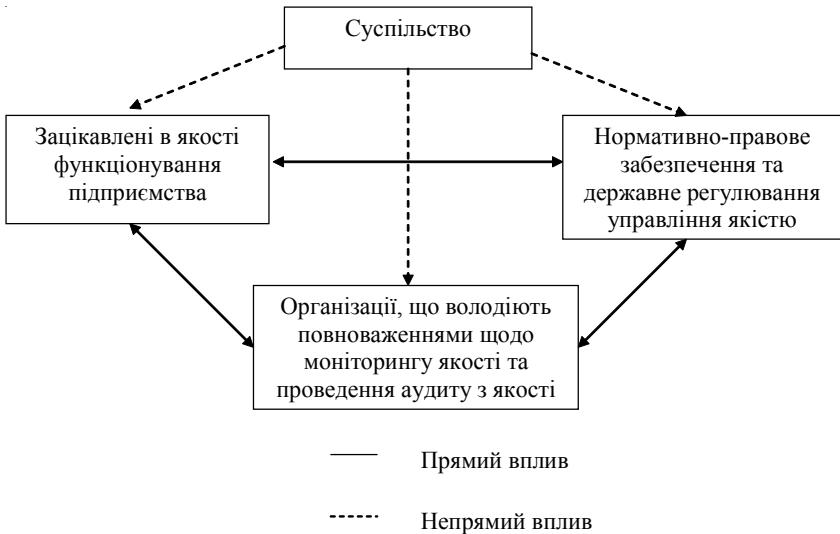 Суспільство
Зацікавлені в якості
функціонування
підприємства
Нормативно-правове
забезпечення та
державне регулювання
управління якістю
Організації, що володіють
повноваженнями щодо
моніторингу якості та
проведення аудиту з якості
Прямий вплив
Непрямий вплив